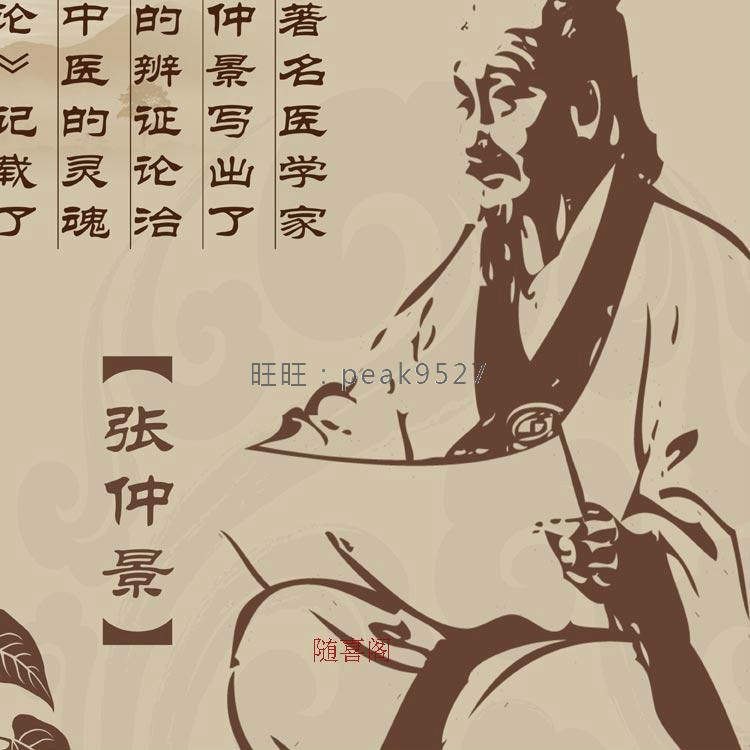 著名医学家
仲景写出了
的辨证论治
中医的灵魂
论》记载了
【张仲景】
旺旺：peak9527
随喜阁